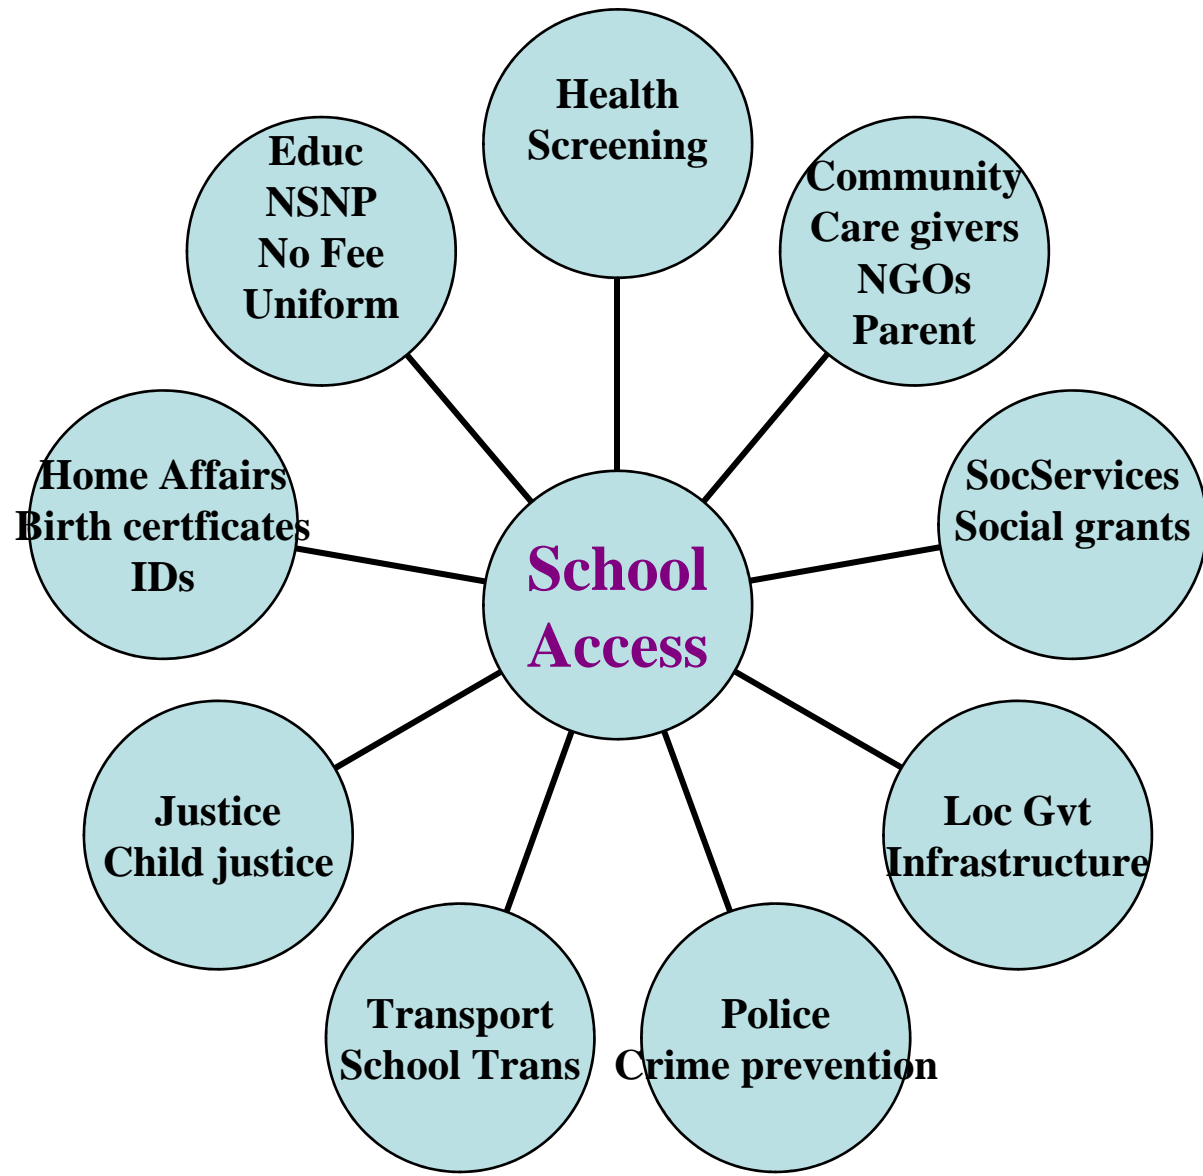 Health
Screening
Educ
NSNP
No Fee
Uniform
Community
Care givers
NGOs
Parent
Home Affairs
Birth certficates
IDs
SocServices
Social grants
School
Access
Justice
Child justice
Loc Gvt
Infrastructure
Transport
School Trans
Police
Crime prevention